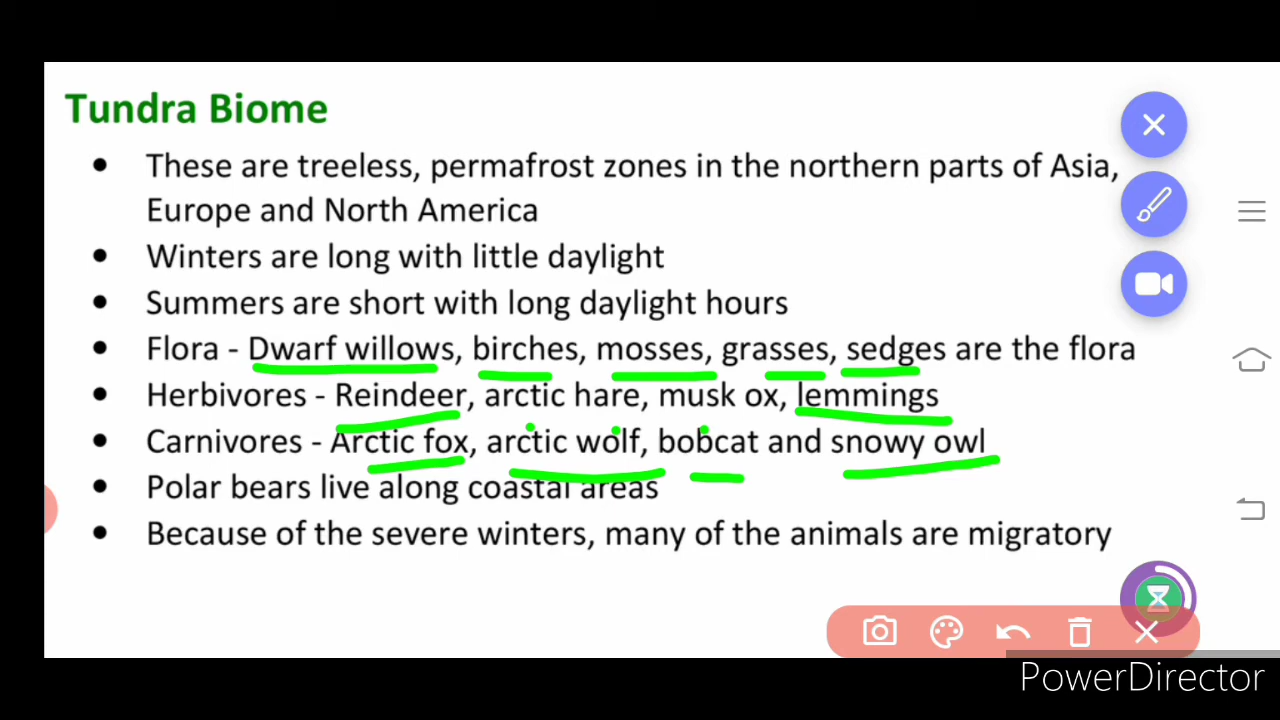 Tundra Biome
• These are treeless, permafrost zones in the northern parts of Asia,
Europe and North America
• Winters are long with little daylight
• Summers are short with long daylight hours
• Flora - Dwarf willows, birches, mosses, grasses, sedges are the flora
• Herbivores - Reindeer, arctic hare, musk ox, lemmings
• Carnivores - Arctic fox, arctic wolf, bobcat and snowy owl
• Polar bears live along coastal areas
• Because of the severe winters, many of the animals are migratory
PowerDirector